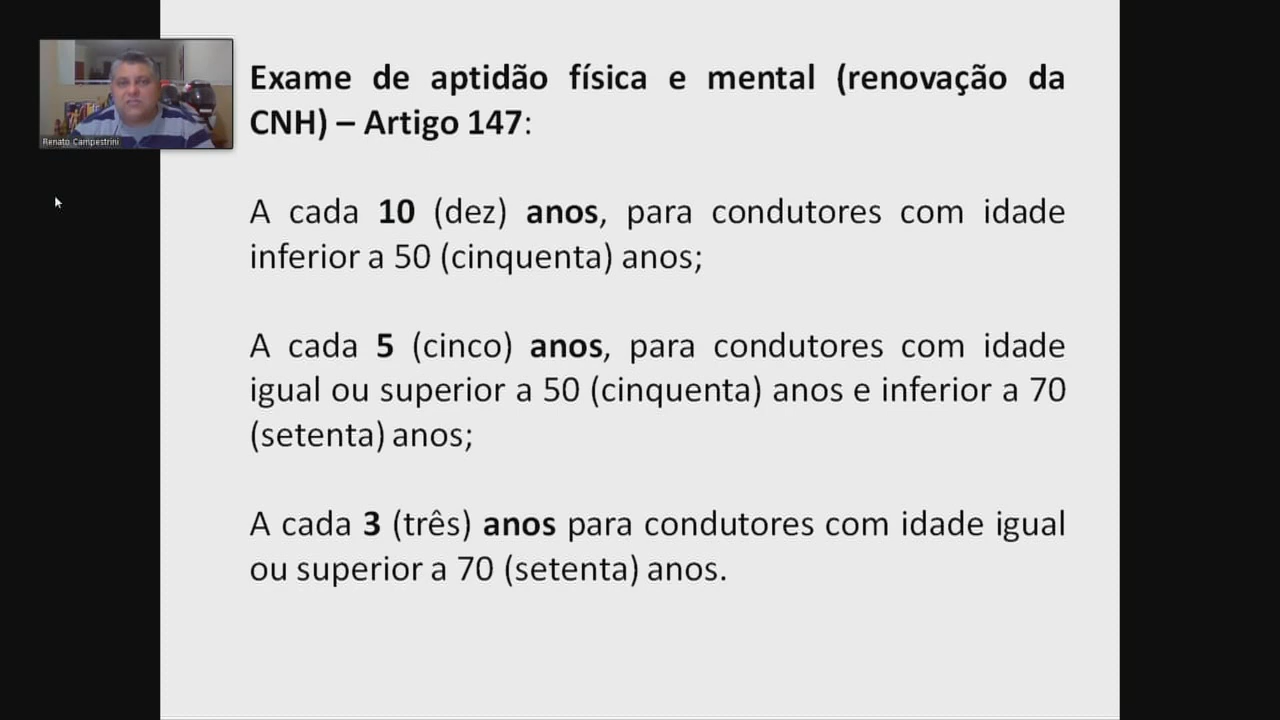 Renato Campestrini
Exame de aptidão física e mental (renovação da
CNH) – Artigo 147:
A cada 10 (dez) anos, para condutores com idade
inferior a 50 (cinquenta) anos;
A cada 5 (cinco) anos, para condutores com idade
igual ou superior a 50 (cinquenta) anos e inferior a 70
(setenta) anos;
A cada 3 (três) anos para condutores com idade igual
ou superior a 70 (setenta) anos.